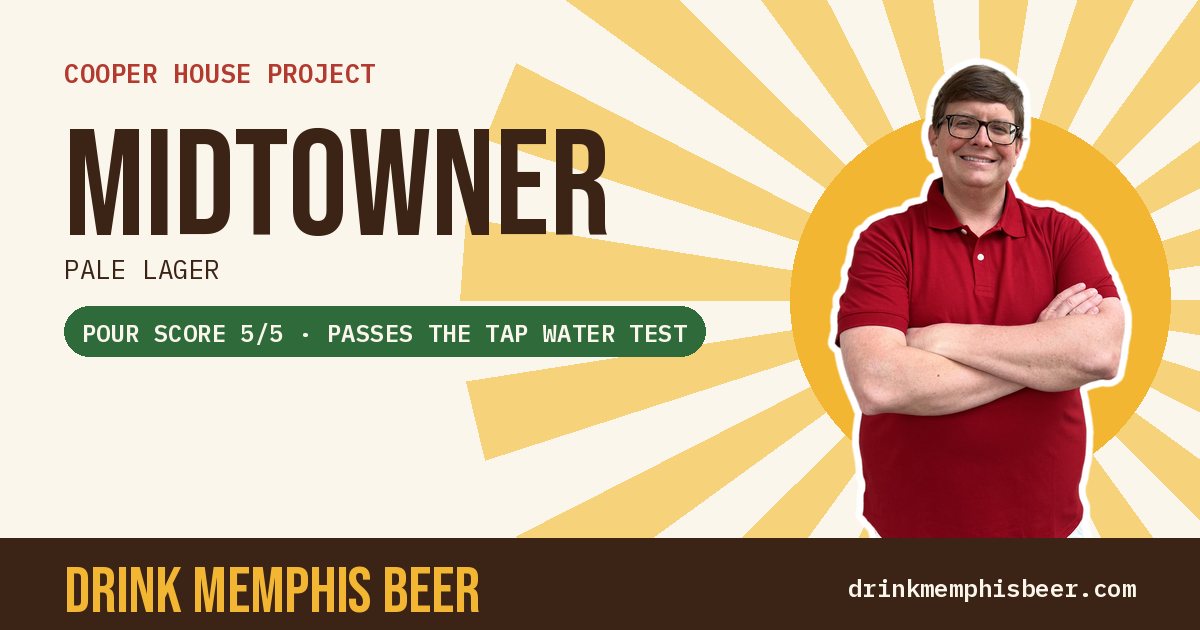 COOPER HOUSE PROJECT
MIDTOWNER
PALE LAGER
POUR SCORE 5/5 · PASSES THE TAP WATER TEST
DRINK MEMPHIS BEER
drinkmemphisbeer.com